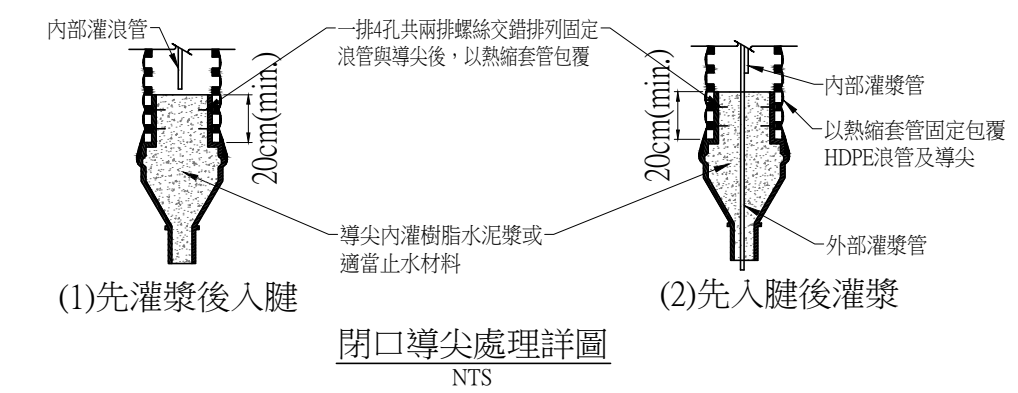 內部灌浪管
一排4孔共兩排螺絲交錯排列固定
浪管與導尖後，以熱縮套管包覆
20cm(min.)
20cm(min.)
內部灌漿管
以熱縮套管固定包覆
HDPE浪管及導尖
導尖內灌樹脂水泥漿或
適當止水材料
外部灌漿管
(1)先灌漿後入腱
(2)先入腱後灌漿
閉口導尖處理詳圖
NTS